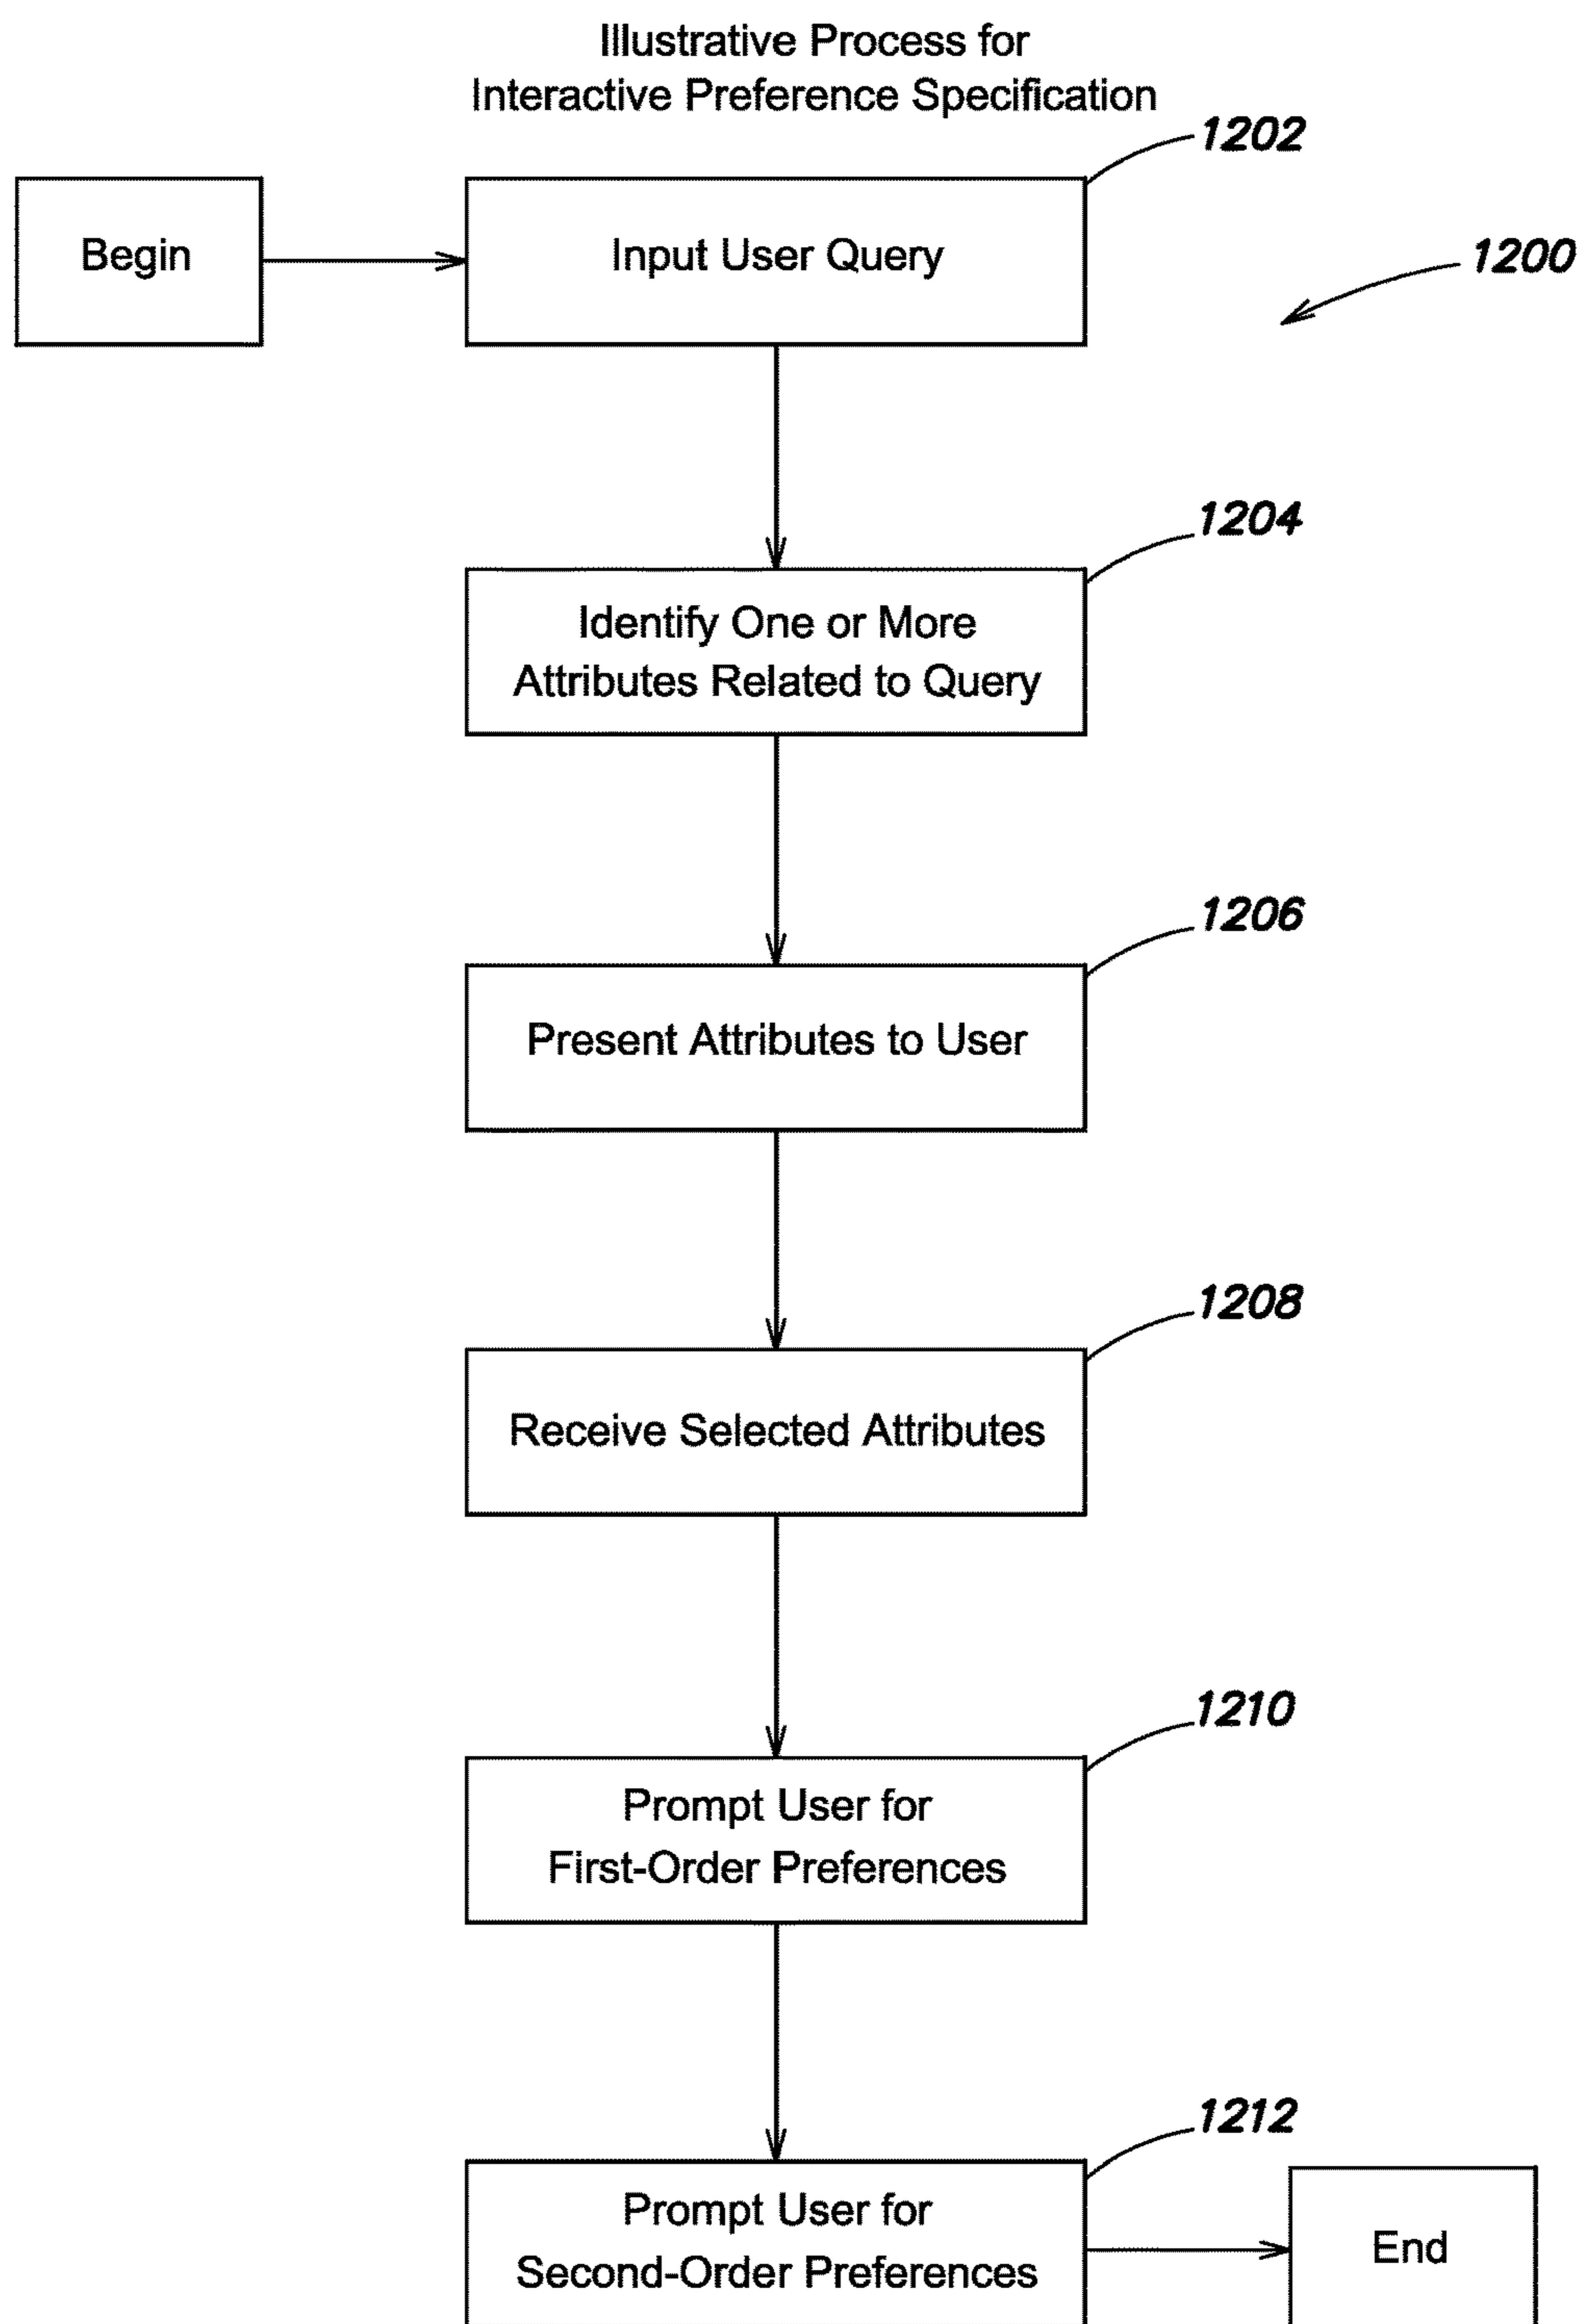 Illustrative Process for
Interactive Preference Specification
1202
Begin
Input User Query
1200
1204
Identify One or More
Attributes Related to Query
1206
Present Attributes to User
1208
Receive Selected Attributes
1210
Prompt User for
First-Order Preferences
1212
Prompt User for
Second-Order Preferences
End